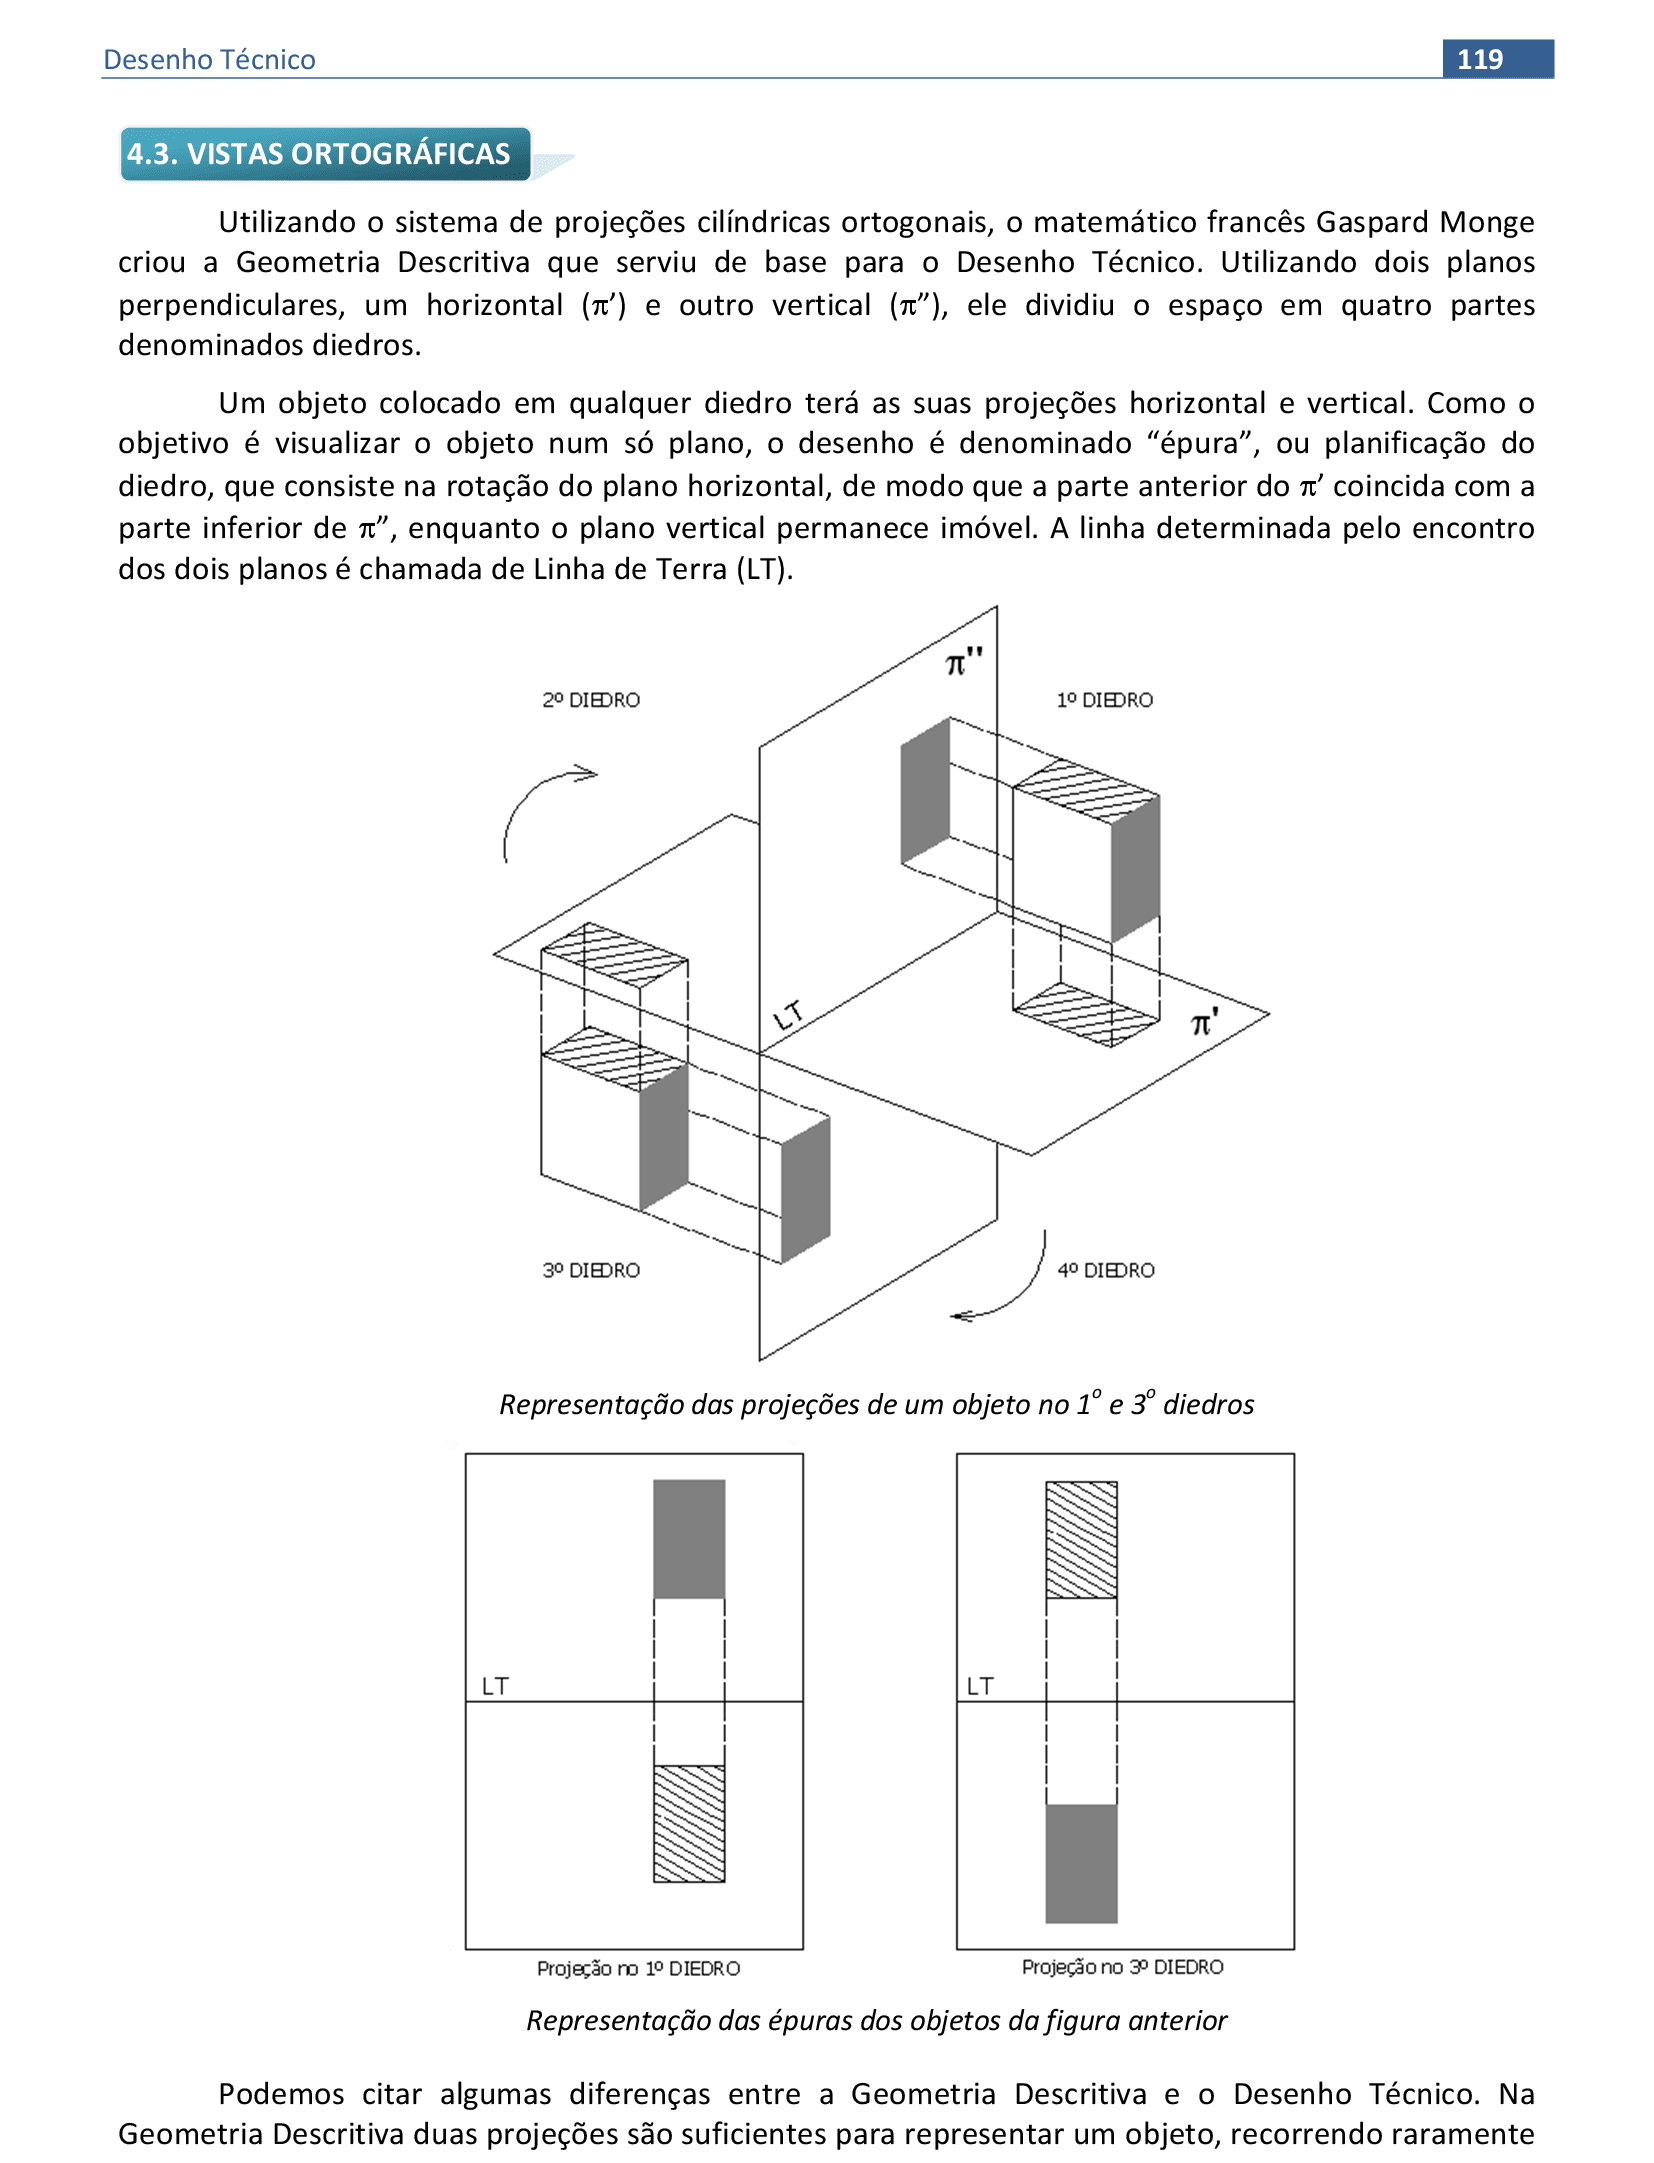 Desenho Técnico 119
4.3. VISTAS ORTOGRÁFICAS
Utilizando o sistema de projeções cilíndricas ortogonais, o matemático francês Gaspard Monge
criou a Geometria Descritiva que serviu de base para o Desenho Técnico. Utilizando dois planos
perpendiculares, um horizontal (π’) e outro vertical (π”), ele dividiu o espaço em quatro partes
denominados diedros.
Um objeto colocado em qualquer diedro terá as suas projeções horizontal e vertical. Como o
objetivo é visualizar o objeto num só plano, o desenho é denominado “épura”, ou planificação do
diedro, que consiste na rotação do plano horizontal, de modo que a parte anterior do π’ coincida com a
parte inferior de π”, enquanto o plano vertical permanece imóvel. A linha determinada pelo encontro
dos dois planos é chamada de Linha de Terra (LT).
π''
2º DIEDRO
1º DIEDRO
LT
π'
3º DIEDRO
4º DIEDRO
Representação das projeções de um objeto no 1º e 3º diedros
LT
LT
Projeção no 1º DIEDRO
Projeção no 3º DIEDRO
Representação das épuras dos objetos da figura anterior
Podemos citar algumas diferenças entre a Geometria Descritiva e o Desenho Técnico. Na
Geometria Descritiva duas projeções são suficientes para representar um objeto, recorrendo raramente